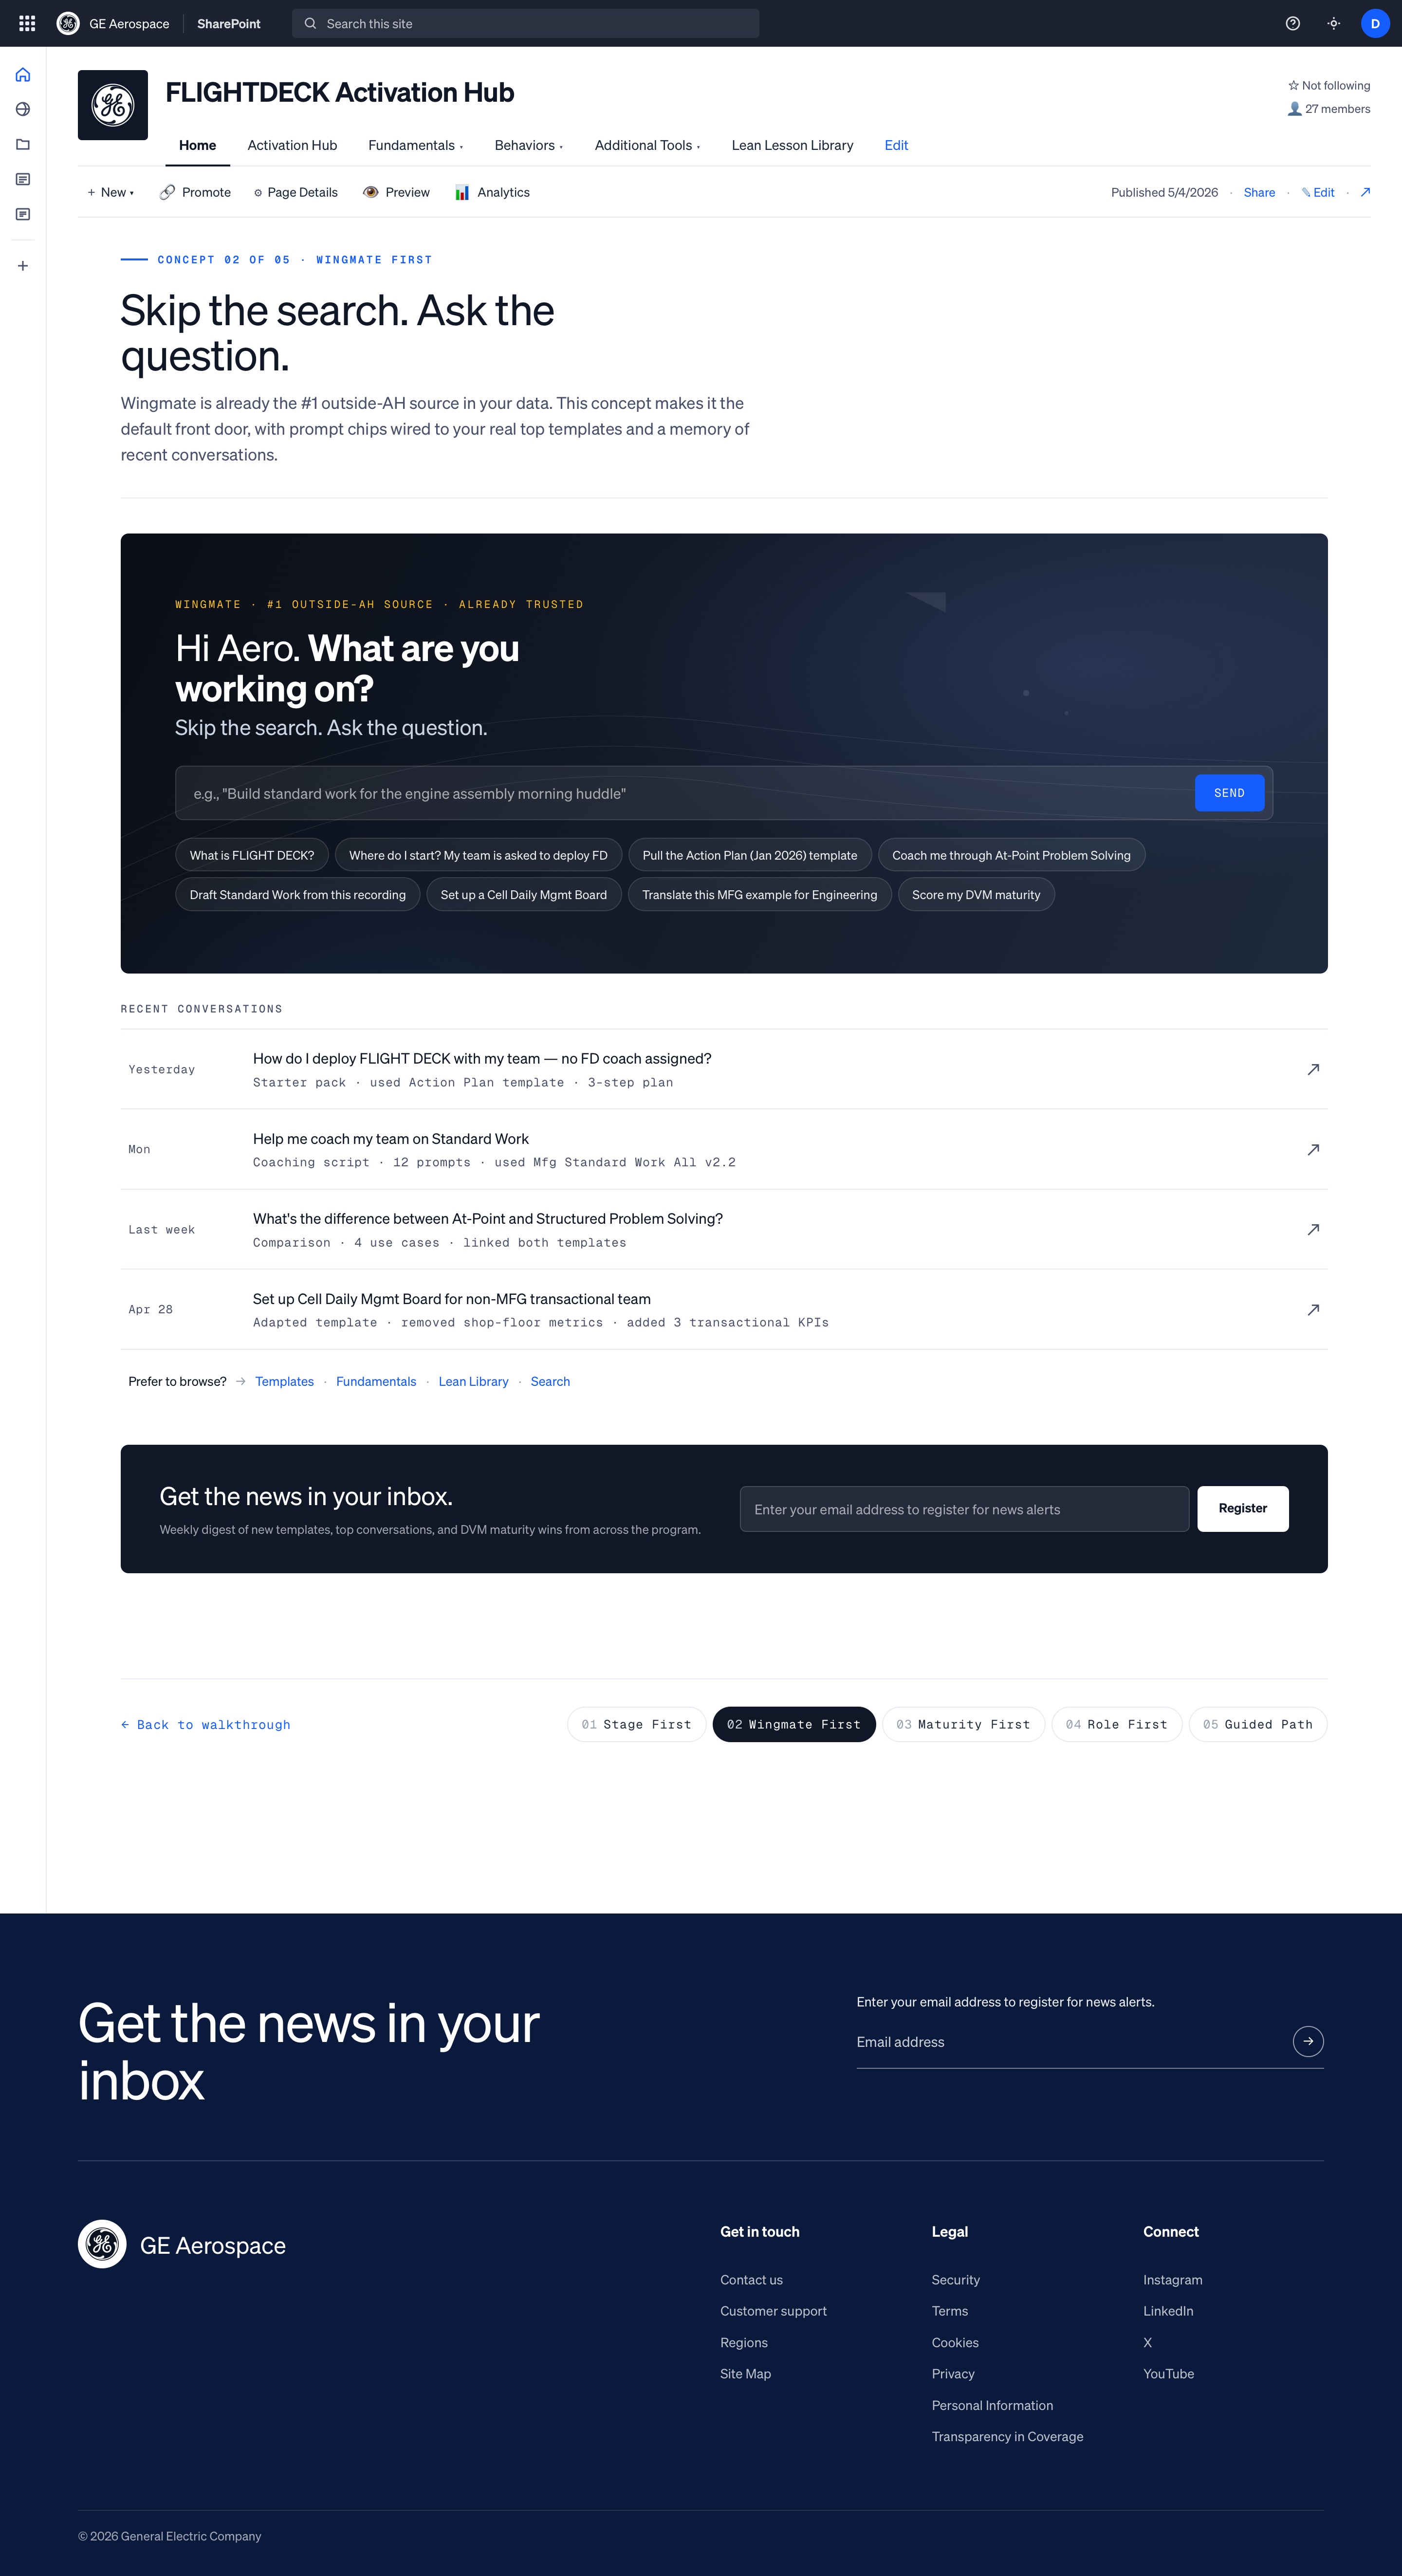 GE Aerospace
SharePoint
Search this site
D
FLIGHTDECK Activation Hub
☆ Not following
27 members
Home
Activation Hub
Fundamentals
Behaviors
Additional Tools
Lean Lesson Library
Edit
+ New
Promote
Page Details
Preview
Analytics
Published 5/4/2026 · Share · ✎ Edit · ↗
CONCEPT 02 OF 05 · WINGMATE FIRST
Skip the search. Ask the
question.
Wingmate is already the #1 outside-AH source in your data. This concept makes it the
default front door, with prompt chips wired to your real top templates and a memory of
recent conversations.
WINGMATE · #1 OUTSIDE-AH SOURCE · ALREADY TRUSTED
Hi Aero. What are you
working on?
Skip the search. Ask the question.
e.g., "Build standard work for the engine assembly morning huddle"
SEND
What is FLIGHT DECK?
Where do I start? My team is asked to deploy FD
Pull the Action Plan (Jan 2026) template
Coach me through At-Point Problem Solving
Draft Standard Work from this recording
Set up a Cell Daily Mgmt Board
Translate this MFG example for Engineering
Score my DVM maturity
RECENT CONVERSATIONS
Yesterday
How do I deploy FLIGHT DECK with my team — no FD coach assigned?
Starter pack · used Action Plan template · 3-step plan
Mon
Help me coach my team on Standard Work
Coaching script · 12 prompts · used Mfg Standard Work All v2.2
Last week
What's the difference between At-Point and Structured Problem Solving?
Comparison · 4 use cases · linked both templates
Apr 28
Set up Cell Daily Mgmt Board for non-MFG transactional team
Adapted template · removed shop-floor metrics · added 3 transactional KPIs
Prefer to browse? → Templates · Fundamentals · Lean Library · Search
Get the news in your inbox.
Weekly digest of new templates, top conversations, and DVM maturity wins from across the program.
Enter your email address to register for news alerts
Register
← Back to walkthrough
01 Stage First
02 Wingmate First
03 Maturity First
04 Role First
05 Guided Path
Get the news in your
inbox
Enter your email address to register for news alerts.
Email address
GE Aerospace
Get in touch
Contact us
Customer support
Regions
Site Map
Legal
Security
Terms
Cookies
Privacy
Personal Information
Transparency in Coverage
Connect
Instagram
LinkedIn
X
YouTube
© 2026 General Electric Company